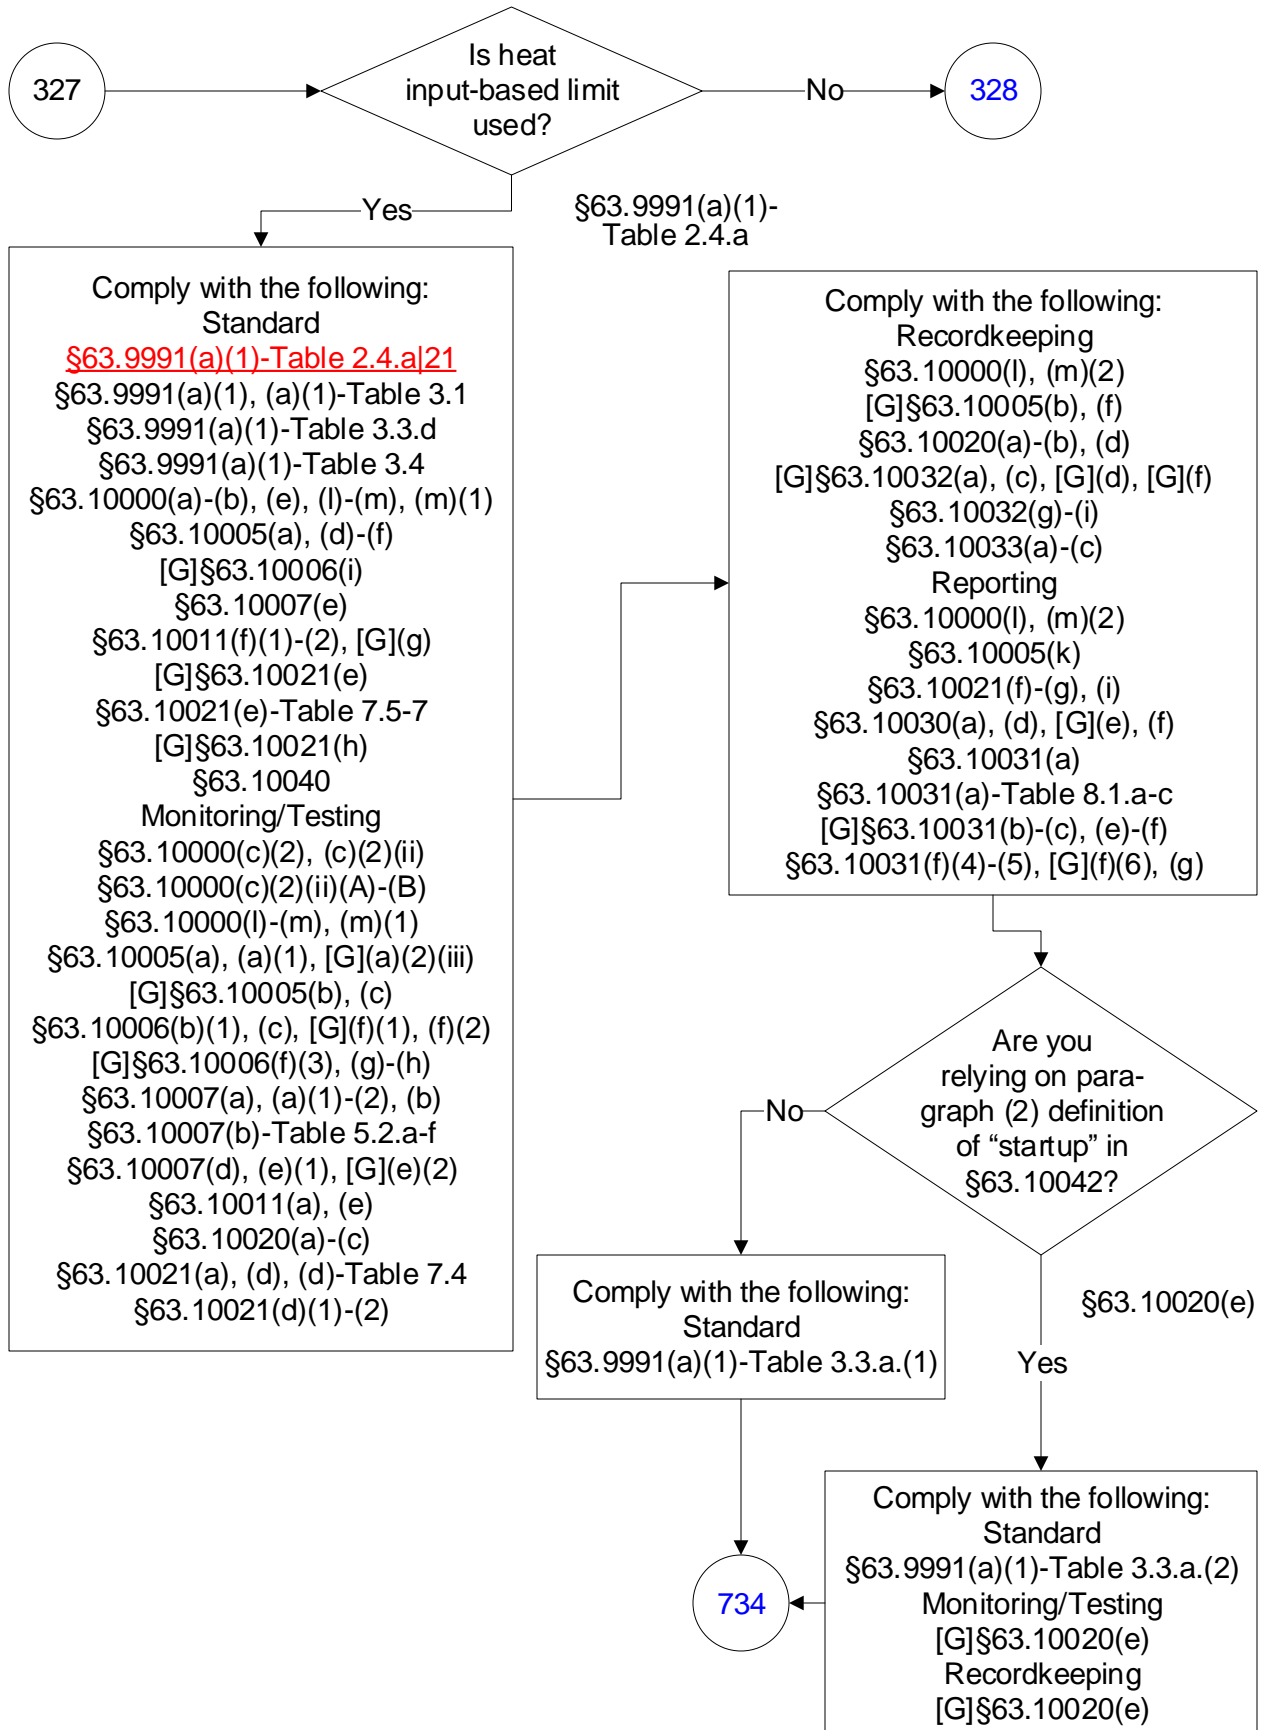 327
Is heat
input-based limit
used?
No
328
Yes
§63.9991(a)(1)-
Table 2.4.a
Comply with the following:
Standard
§63.9991(a)(1)-Table 2.4.a|21
§63.9991(a)(1), (a)(1)-Table 3.1
§63.9991(a)(1)-Table 3.3.d
§63.9991(a)(1)-Table 3.4
§63.10000(a)-(b), (e), (l)-(m), (m)(1)
§63.10005(a), (d)-(f)
[G]§63.10006(i)
§63.10007(e)
§63.10011(f)(1)-(2), [G](g)
[G]§63.10021(e)
§63.10021(e)-Table 7.5-7
[G]§63.10021(h)
§63.10040
Monitoring/Testing
§63.10000(c)(2), (c)(2)(ii)
§63.10000(c)(2)(ii)(A)-(B)
§63.10000(l)-(m), (m)(1)
§63.10005(a), (a)(1), [G](a)(2)(iii)
[G]§63.10005(b), (c)
§63.10006(b)(1), (c), [G](f)(1), (f)(2)
[G]§63.10006(f)(3), (g)-(h)
§63.10007(a), (a)(1)-(2), (b)
§63.10007(b)-Table 5.2.a-f
§63.10007(d), (e)(1), [G](e)(2)
§63.10011(a), (e)
§63.10020(a)-(c)
§63.10021(a), (d), (d)-Table 7.4
§63.10021(d)(1)-(2)
Comply with the following:
Recordkeeping
§63.10000(l), (m)(2)
[G]§63.10005(b), (f)
§63.10020(a)-(b), (d)
[G]§63.10032(a), (c), [G](d), [G](f)
§63.10032(g)-(i)
§63.10033(a)-(c)
Reporting
§63.10000(l), (m)(2)
§63.10005(k)
§63.10021(f)-(g), (i)
§63.10030(a), (d), [G](e), (f)
§63.10031(a)
§63.10031(a)-Table 8.1.a-c
[G]§63.10031(b)-(c), (e)-(f)
§63.10031(f)(4)-(5), [G](f)(6), (g)
Are you
relying on para-
graph (2) definition
of “startup” in
§63.10042?
No
Comply with the following:
Standard
§63.9991(a)(1)-Table 3.3.a.(1)
§63.10020(e)
Yes
Comply with the following:
Standard
§63.9991(a)(1)-Table 3.3.a.(2)
Monitoring/Testing
[G]§63.10020(e)
Recordkeeping
[G]§63.10020(e)
734